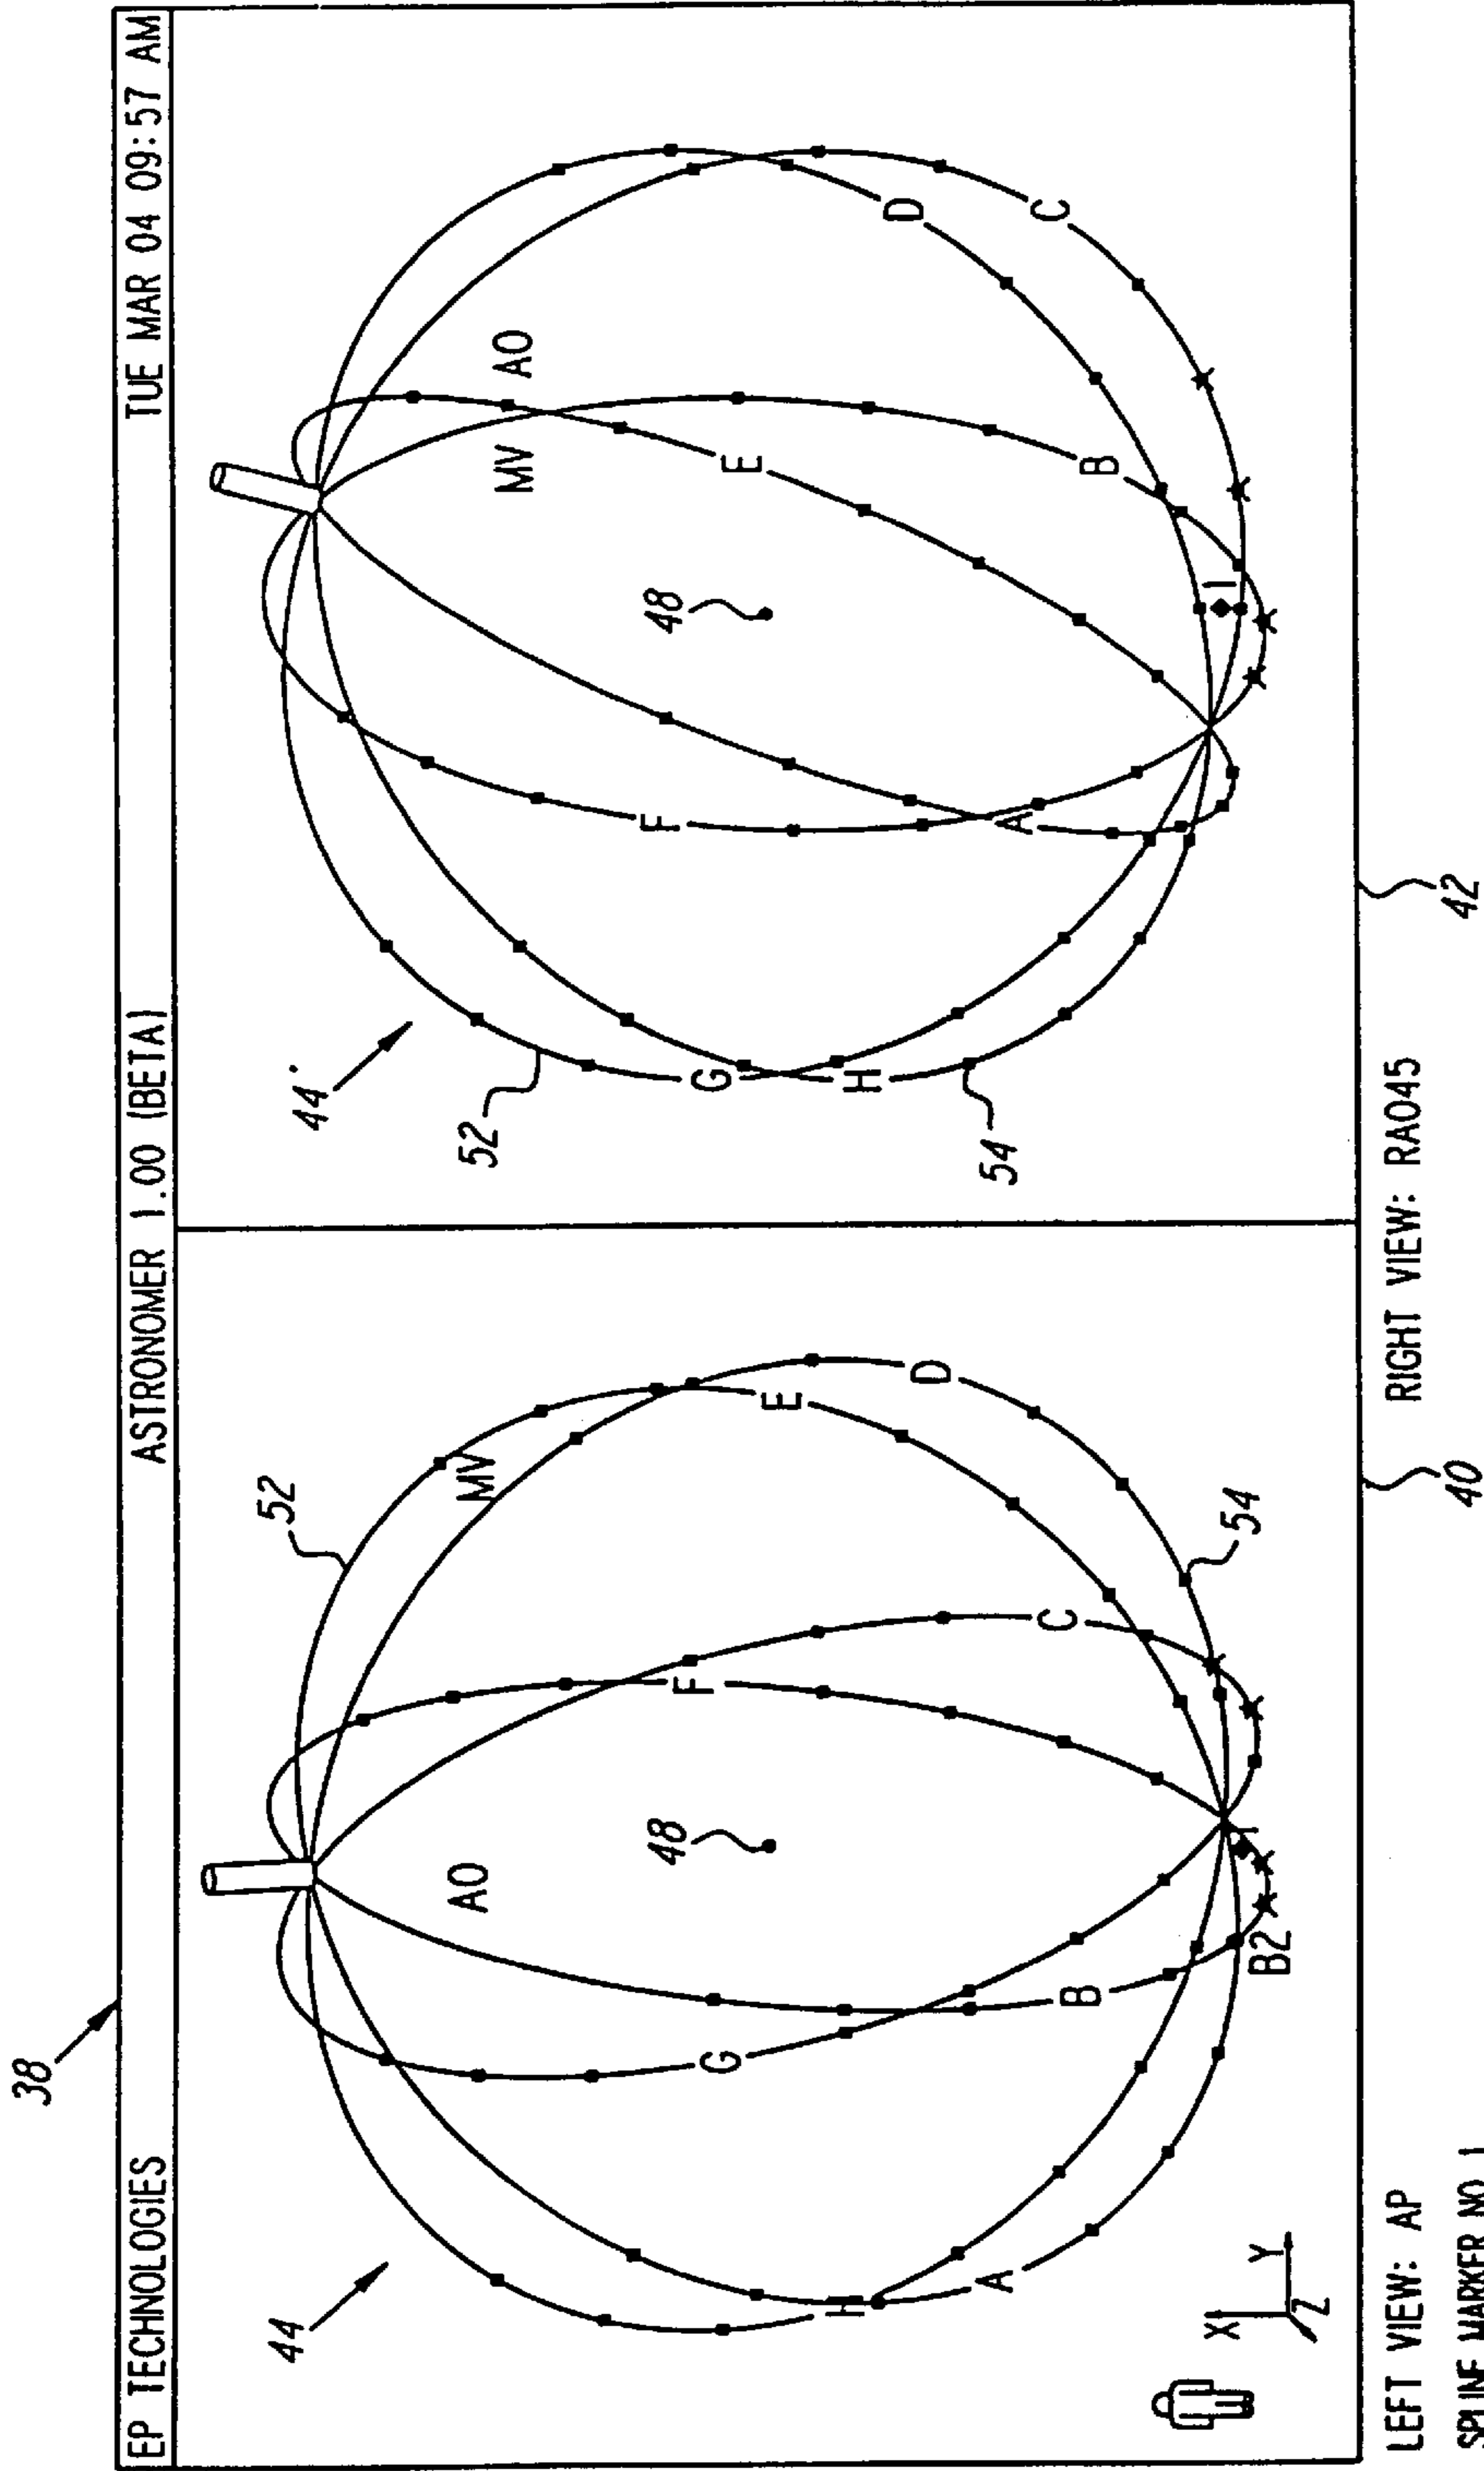 38
EP TECHNOLOGIES ASTRONOMER 1.00 (BETA) TUE MAR 04 09:57 AM
44
52
MV
AO
F
48
E
D
G
C
B
H
A
54
X
Y
Z
1
B2
44'
52
MV AO
E
48
F
D
G
H
C
B
A
54
1
40
42
LEFT VIEW: AP RIGHT VIEW: RAO45
SPLINE MARKER NO 1